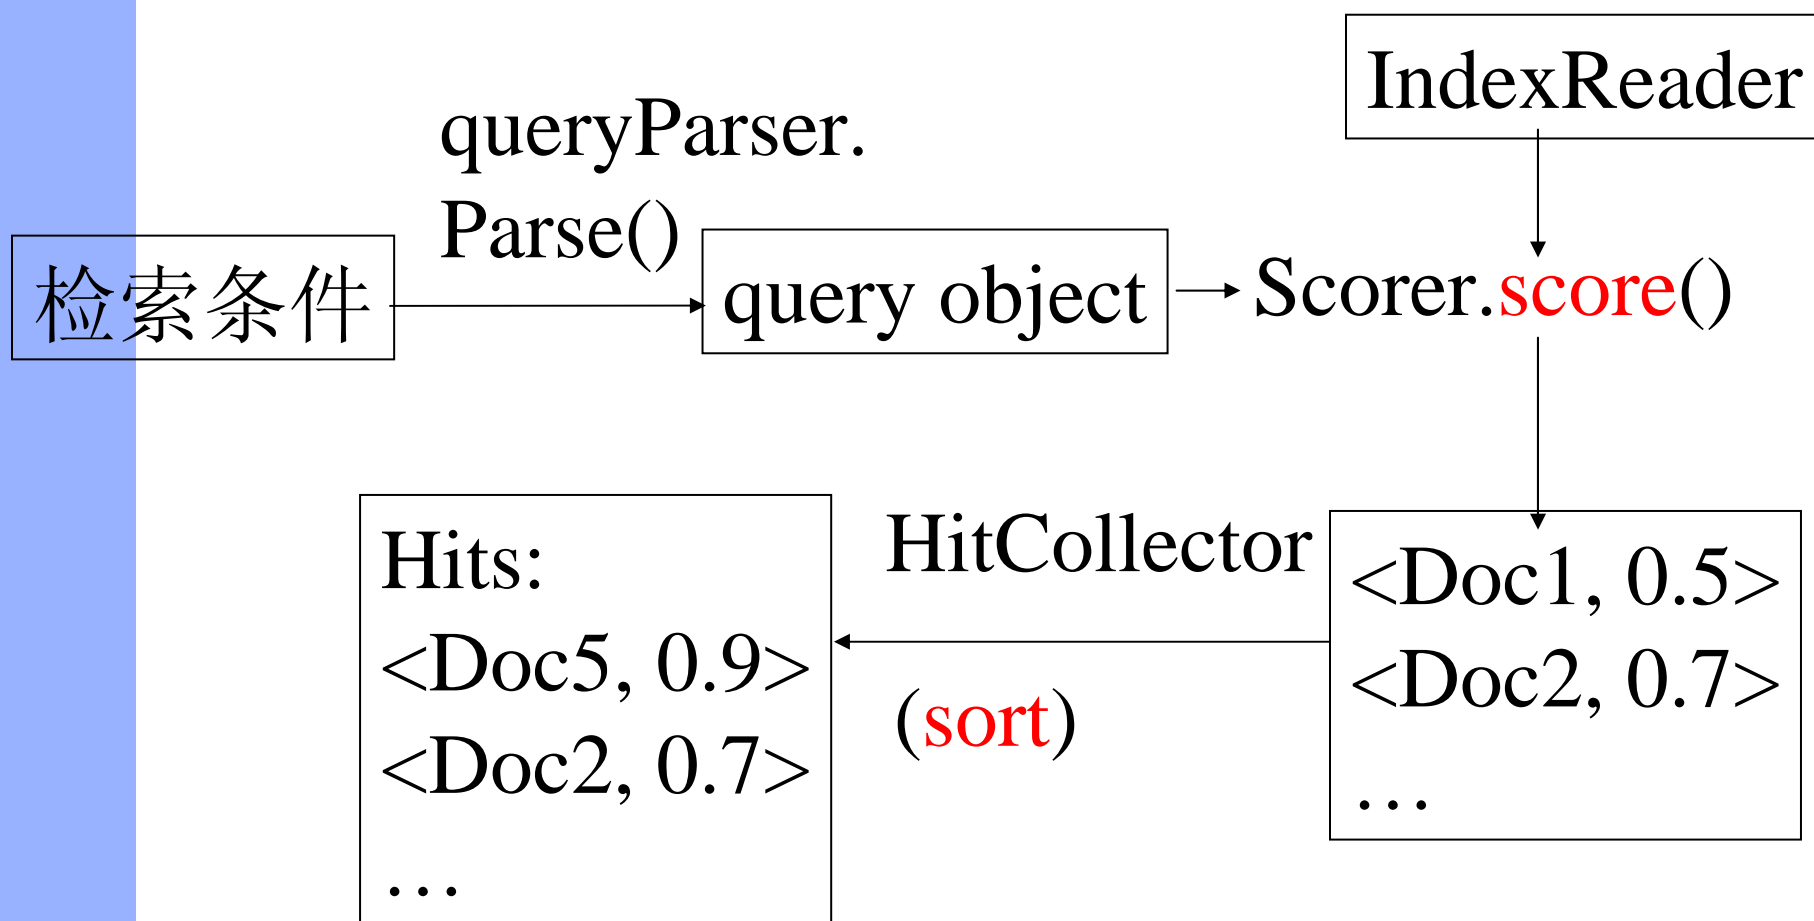 IndexReader
queryParser.
Parse()
检索条件
query object
Scorer.score()
Hits:
<Doc5, 0.9>
<Doc2, 0.7>
…
HitCollector
(sort)
<Doc1, 0.5>
<Doc2, 0.7>
…